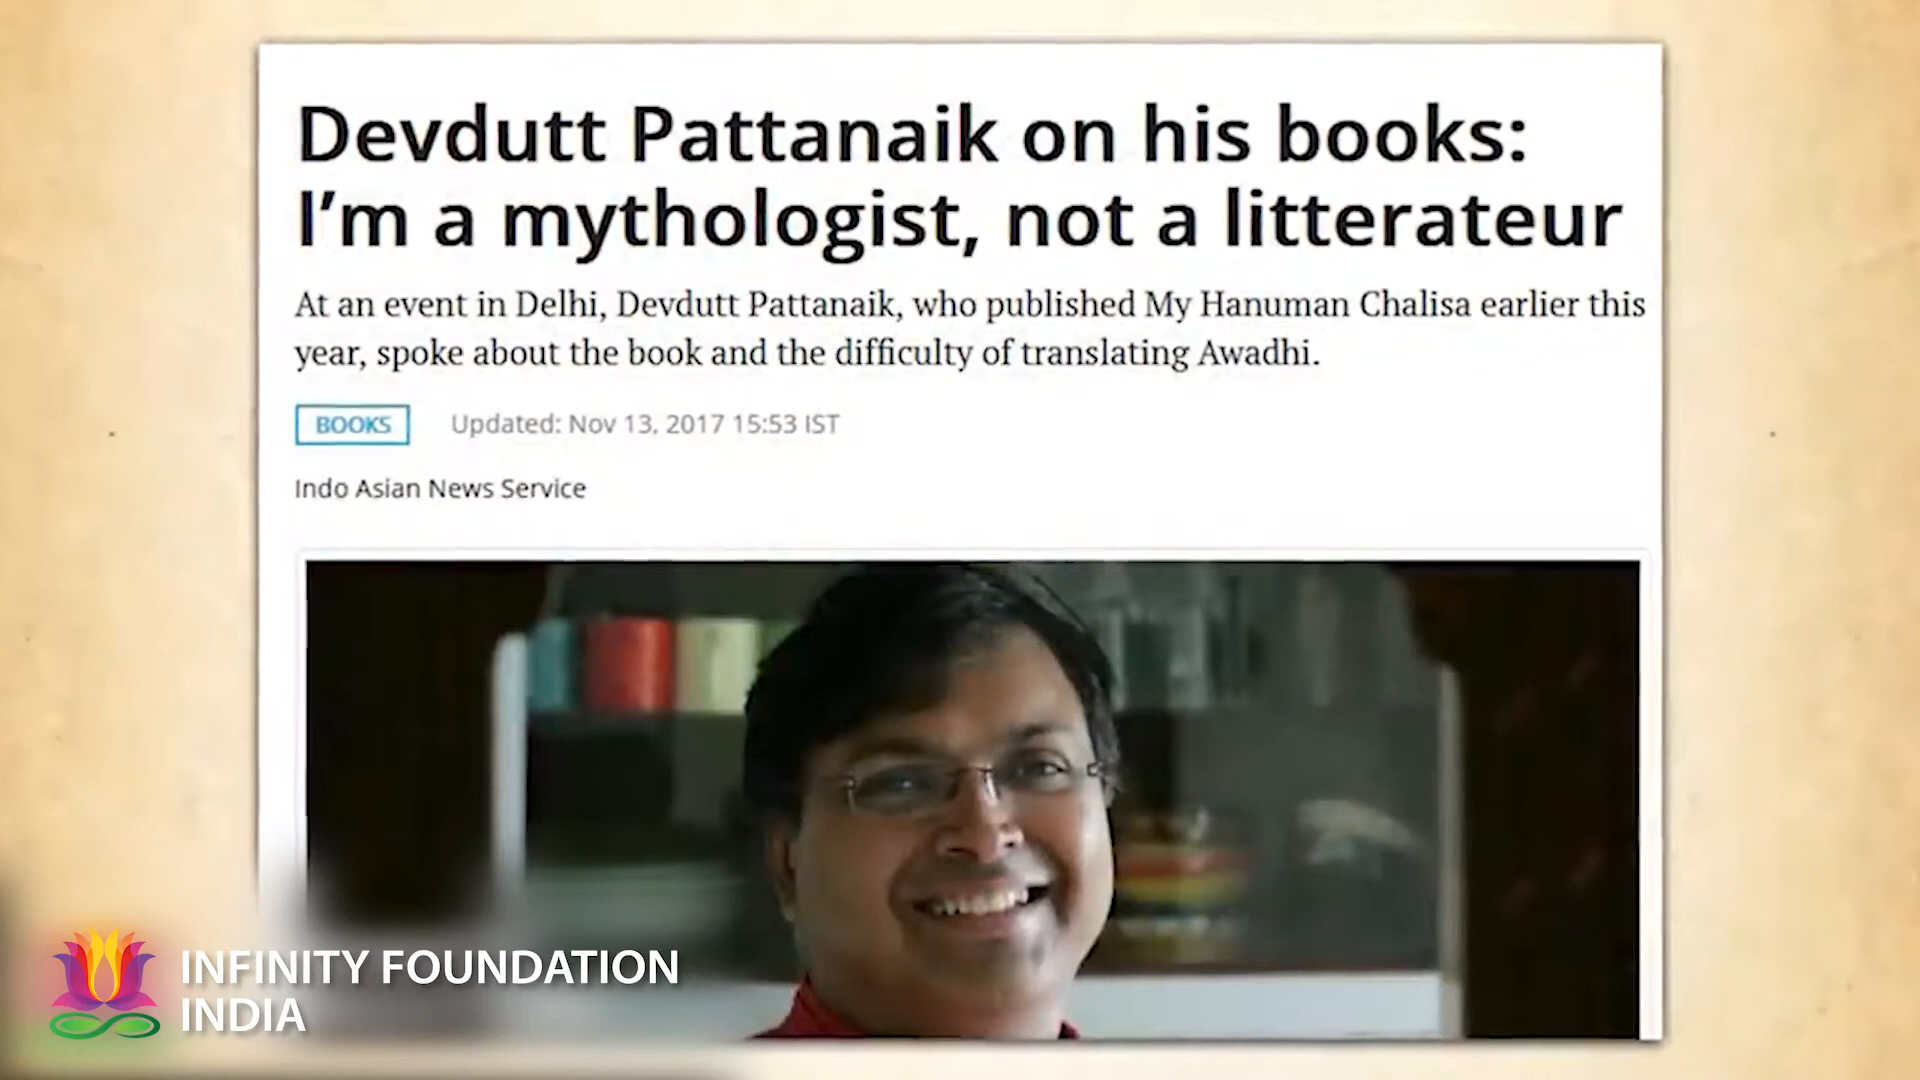 Devdutt Pattanaik on his books:
I’m a mythologist, not a litterateur
At an event in Delhi, Devdutt Pattanaik, who published My Hanuman Chalisa earlier this
year, spoke about the book and the difficulty of translating Awadhi.
BOOKS Updated: Nov 13, 2017 15:53 IST
Indo Asian News Service
INFINITY FOUNDATION
INDIA